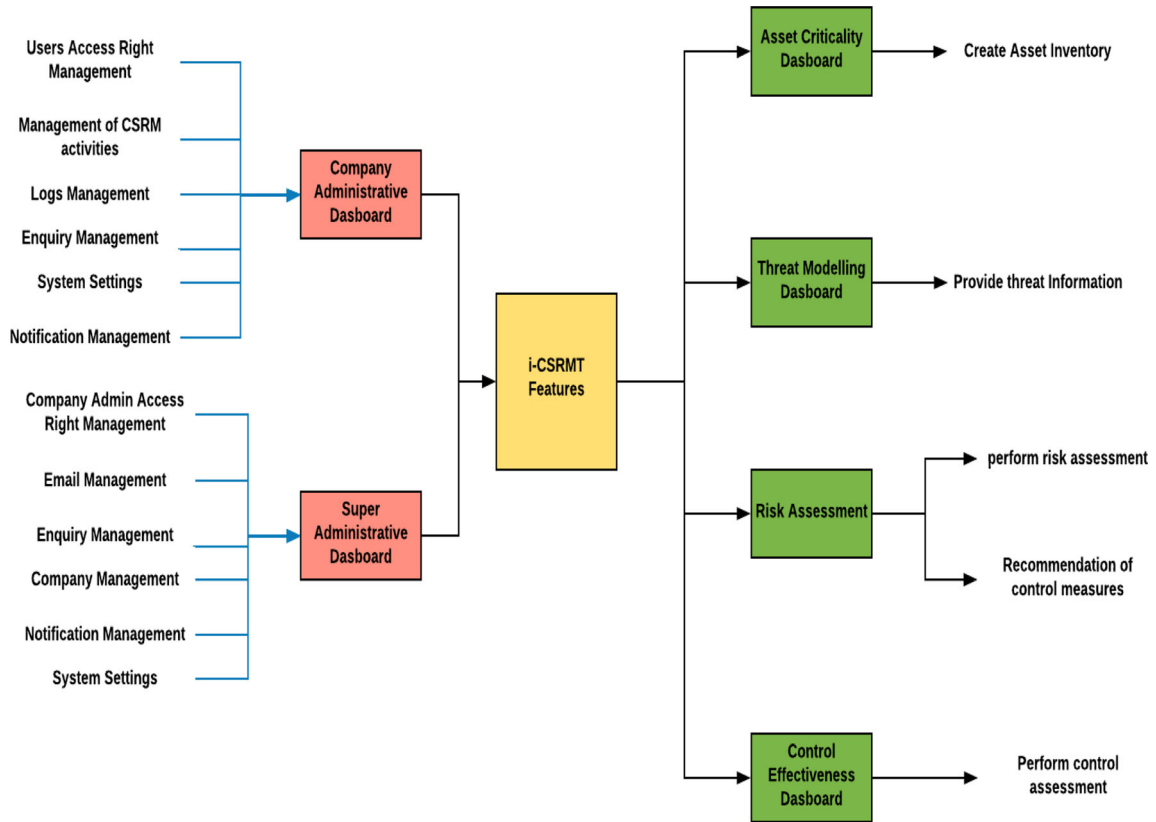 Users Access Right
Management
Management of CSRM
activities
Logs Management
Enquiry Management
System Settings
Notification Management
Company
Administrative
Dasboard
Company Admin Access
Right Management
Email Management
Enquiry Management
Company Management
Notification Management
System Settings
Super
Administrative
Dasboard
i-CSRMT
Features
Asset Criticality
Dasboard
Create Asset Inventory
Threat Modelling
Dasboard
Provide threat Information
Risk Assessment
perform risk assessment
Recommendation of
control measures
Control
Effectiveness
Dasboard
Perform control
assessment